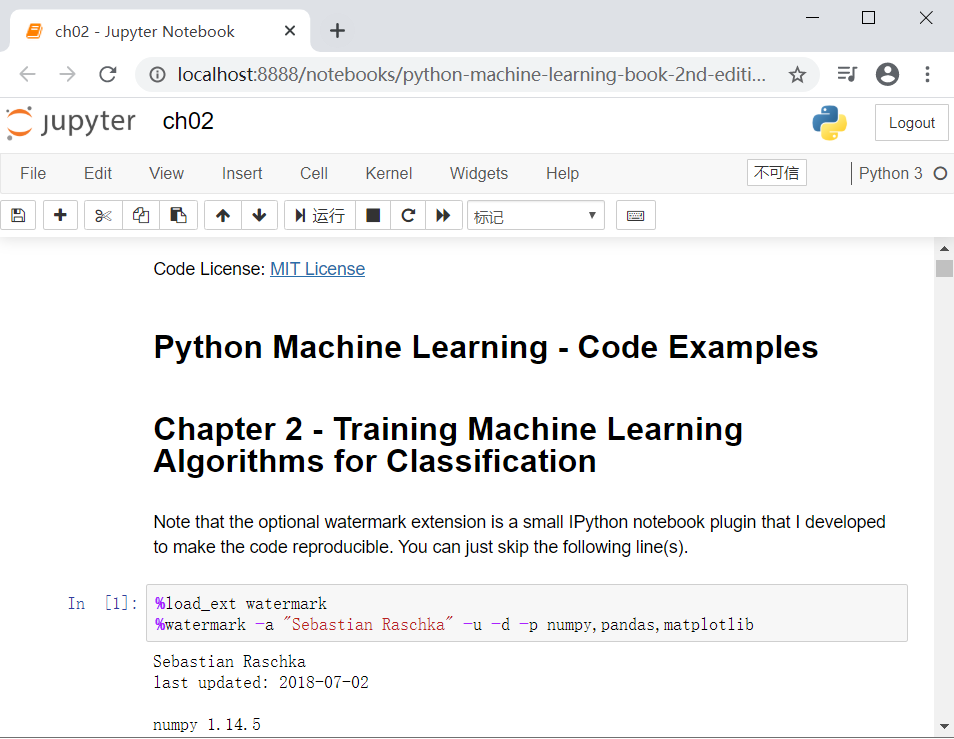 ch02 - Jupyter Notebook
localhost:8888/notebooks/python-machine-learning-book-2nd-editi...
jupyter ch02
Logout
File Edit View Insert Cell Kernel Widgets Help 不可信 Python 3
运行 标记
Code License: MIT License
Python Machine Learning - Code Examples
Chapter 2 - Training Machine Learning
Algorithms for Classification
Note that the optional watermark extension is a small IPython notebook plugin that I developed
to make the code reproducible. You can just skip the following line(s).
In [1]: %load_ext watermark
%watermark -a "Sebastian Raschka" -u -d -p numpy,pandas,matplotlib
Sebastian Raschka
last updated: 2018-07-02
numpy 1.14.5